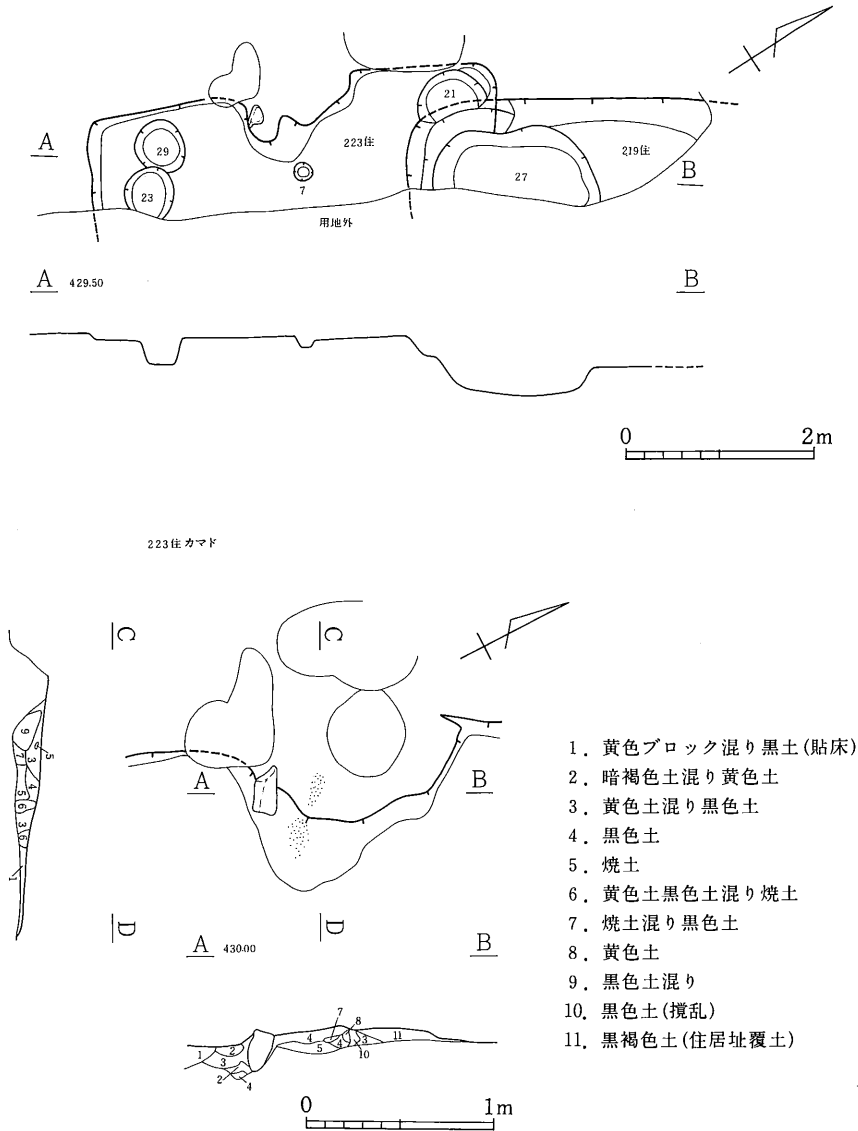 21
A
29
223住
219住
23
7
27
B
用地外
A 429.50 B
0 2m
223住カマド
C C
A B
D D
A 430.00 B
9
6
5
7
3
4
5
6
3
6
1
7
8
4
11
1
2
3
5
4
3
10
2
4
0 1m
1. 黄色ブロック混り黒土(貼床)
2. 暗褐色土混り黄色土
3. 黄色土混り黒色土
4. 黒色土
5. 焼土
6. 黄色土黒色土混り焼土
7. 焼土混り黒色土
8. 黄色土
9. 黒色土混り
10. 黒色土(撹乱)
11. 黒褐色土(住居址覆土)